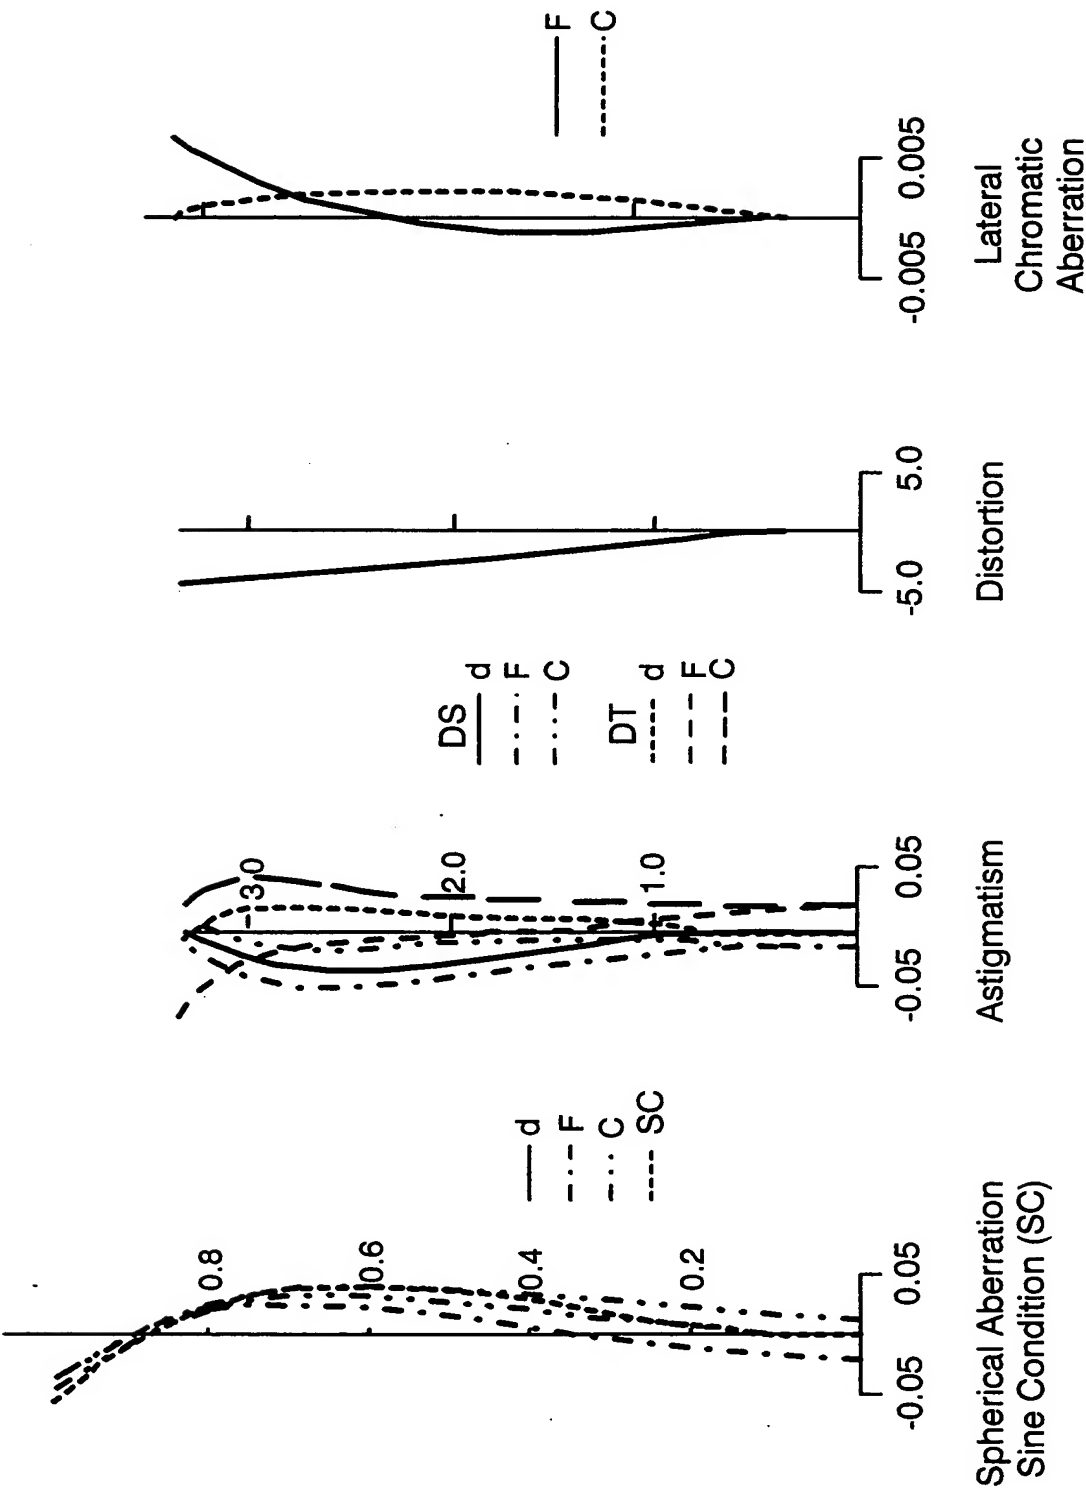 0.8
0.6
0.4
0.2
-0.05
0.05
Spherical Aberration
Sine Condition (SC)
d
F
C
SC
3.0
2.0
1.0
-0.05
0.05
Astigmatism
DS
d
F
C
DT
d
F
C
-5.0
5.0
Distortion
-0.005
0.005
Lateral
Chromatic
Aberration
F
C